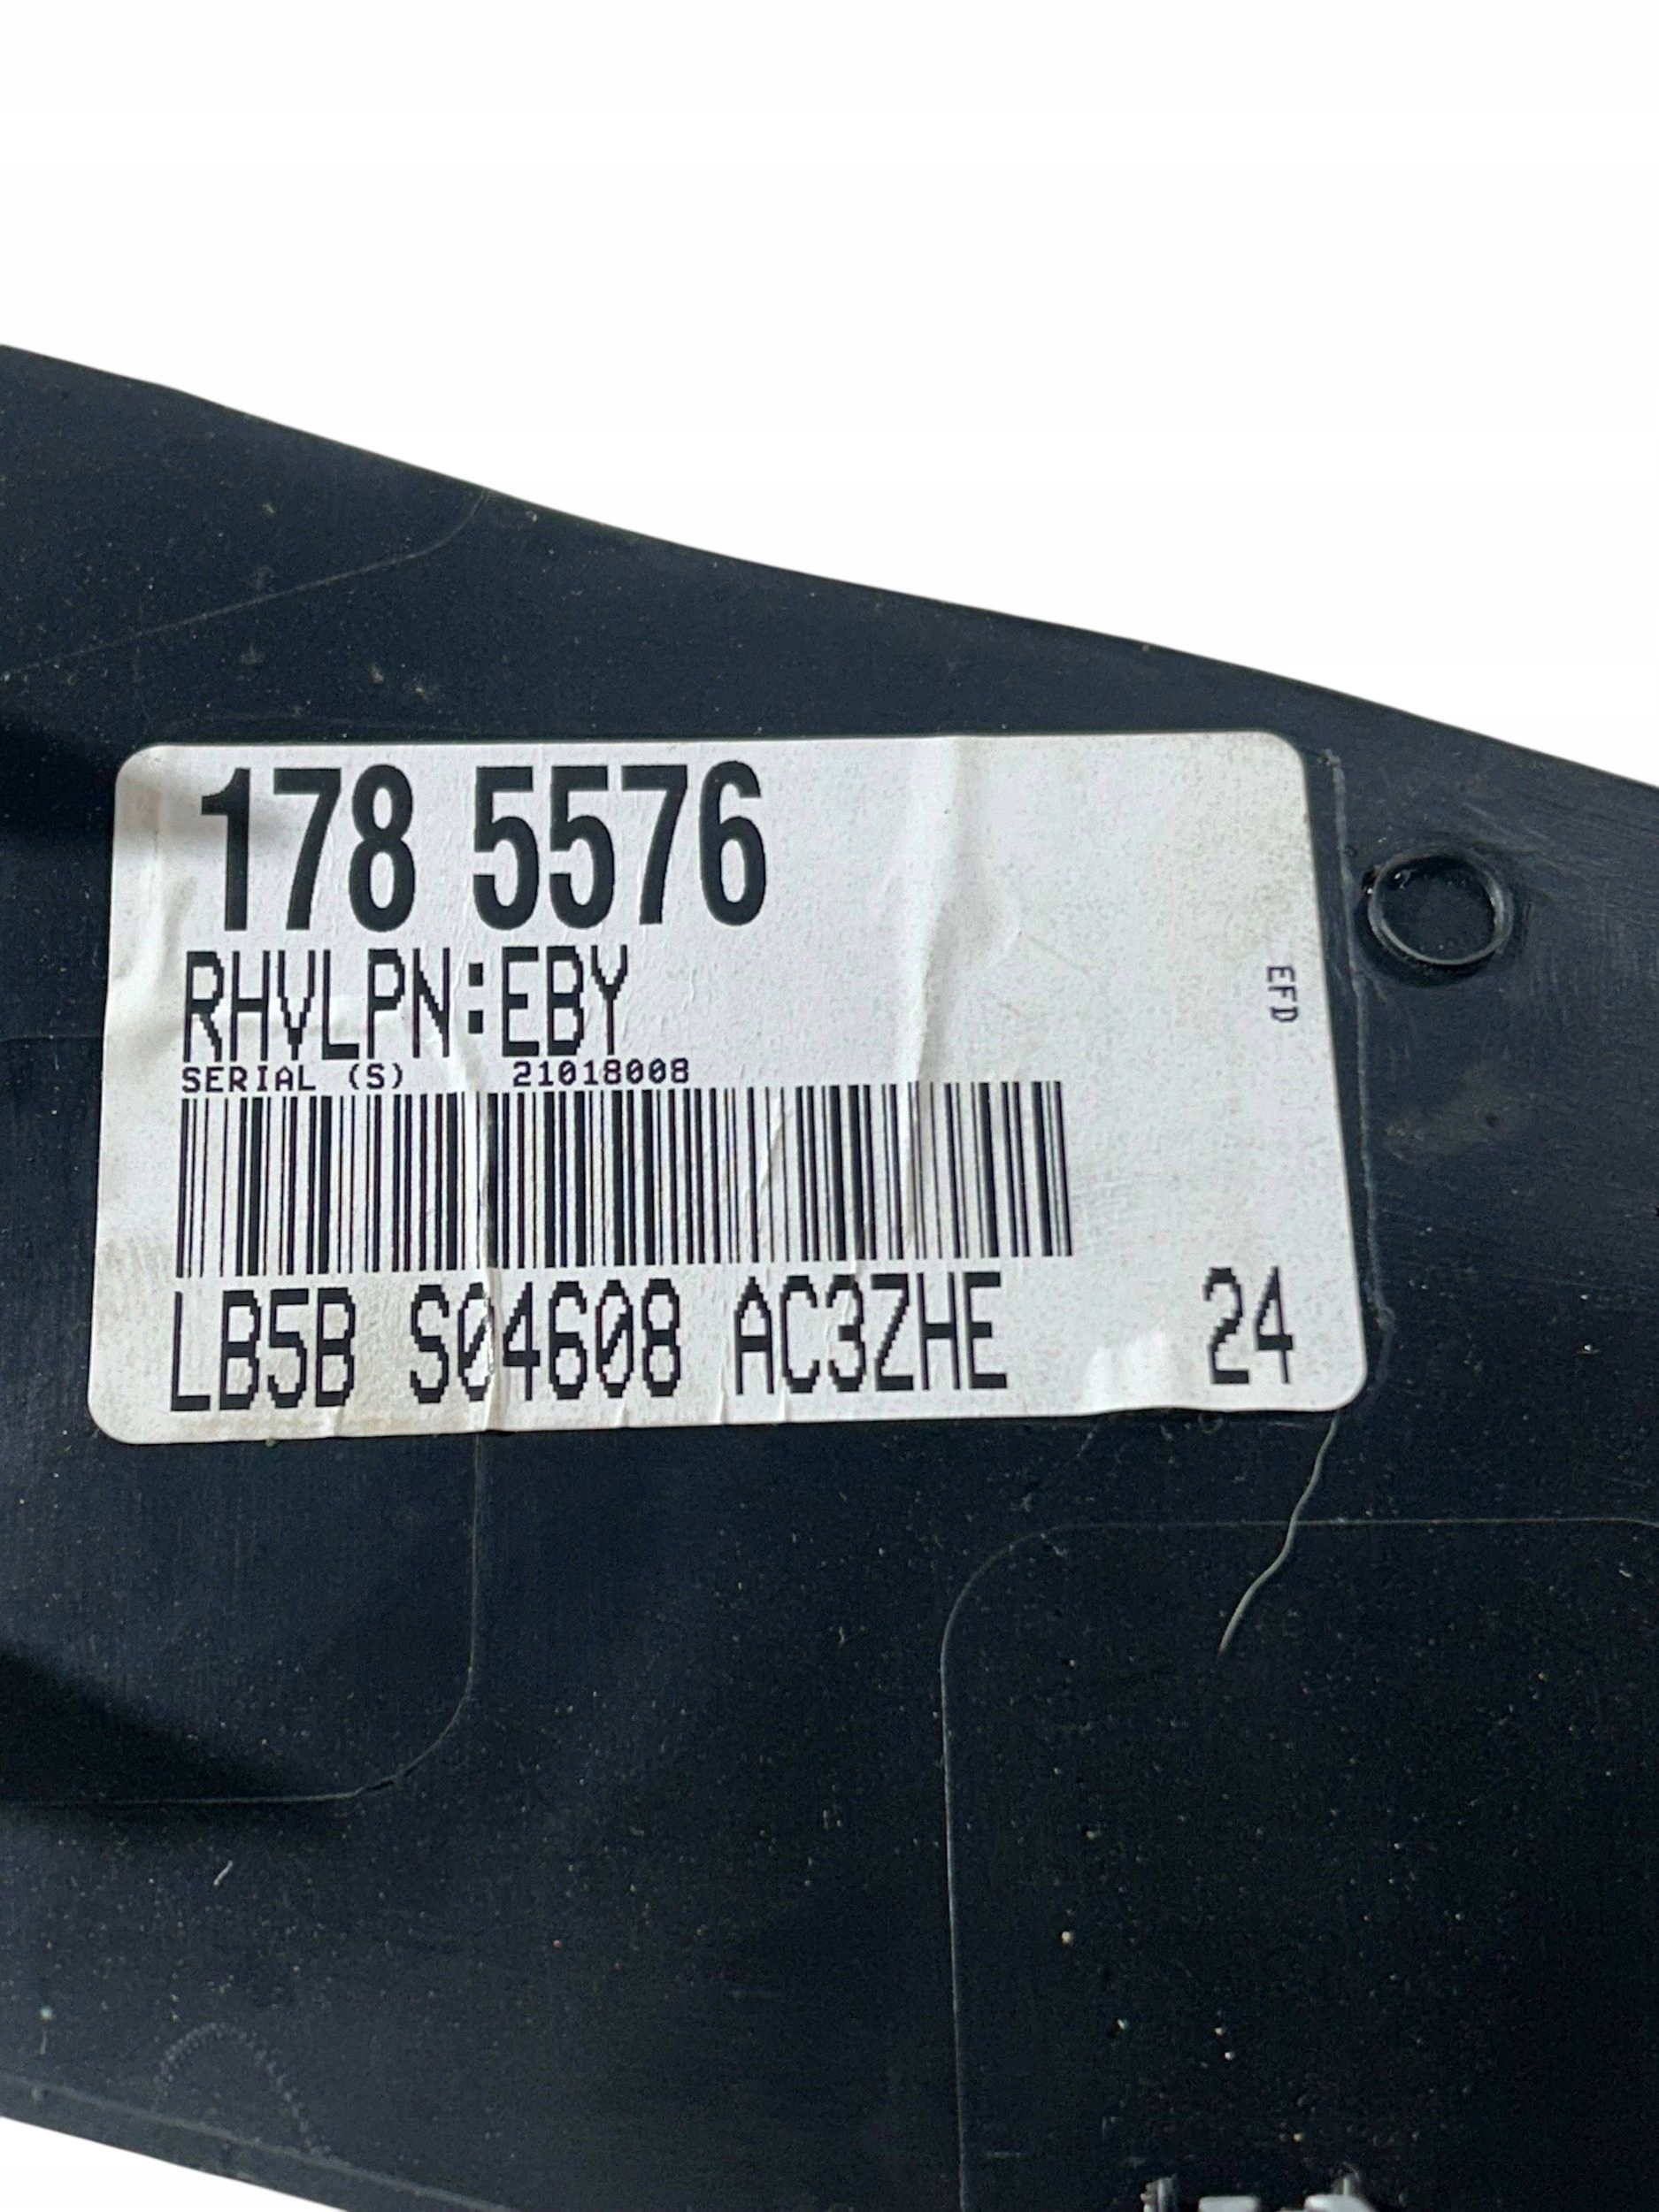 178 5576
RHVLPN:EBY
SERIAL (S) 21018008
EFD
LB5B S04608 AC3ZHE 24